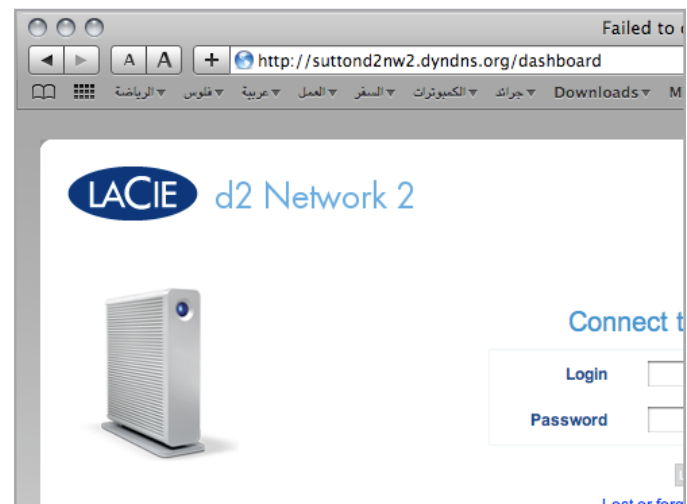 Failed to
A A + http://suttond2nw2.dyndns.org/dashboard
الرياضة فلوس عربية العمل السفر الكمبيوترات جرائد Downloads M
LACIE d2 Network 2
Connect t
Login
Password
Lost or forg